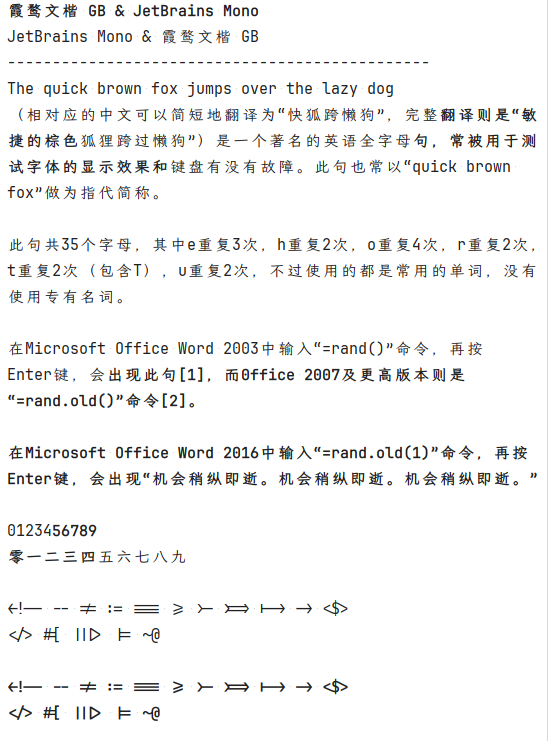 霞鹜文楷 GB & JetBrains Mono
JetBrains Mono & 霞鹜文楷 GB
-----------------------------------------------
The quick brown fox jumps over the lazy dog
（相对应的中文可以简短地翻译为“快狐跨懒狗”，完整翻译则是“敏
捷的棕色狐狸跨过懒狗”）是一个著名的英语全字母句，常被用于测
试字体的显示效果和键盘有没有故障。此句也常以“quick brown
fox”做为指代简称。
此句共35个字母，其中e重复3次，h重复2次，o重复4次，r重复2次，
t重复2次（包含T），u重复2次，不过使用的都是常用的单词，没有
使用专有名词。
在Microsoft Office Word 2003中输入“=rand()”命令，再按
Enter键，会出现此句[1]，而Office 2007及更高版本则是
“=rand.old()”命令[2]。
在Microsoft Office Word 2016中输入“=rand.old(1)”命令，再按
Enter键，会出现“机会稍纵即逝。机会稍纵即逝。机会稍纵即逝。”
0123456789
零一二三四五六七八九
<!-- -- != := === >= >- >=> |-> -> <$>
</> #[ ||> |= ~@
<!-- -- != := === >= >- >=> |-> -> <$>
</> #[ ||> |= ~@